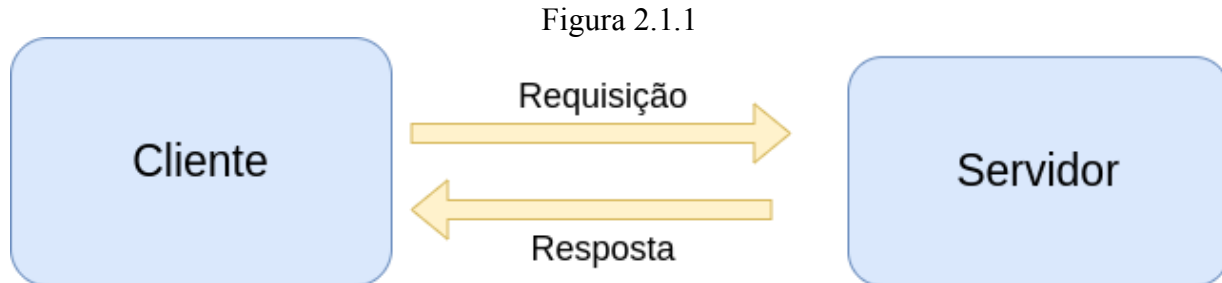 Figura 2.1.1
Requisição
Cliente
Servidor
Resposta